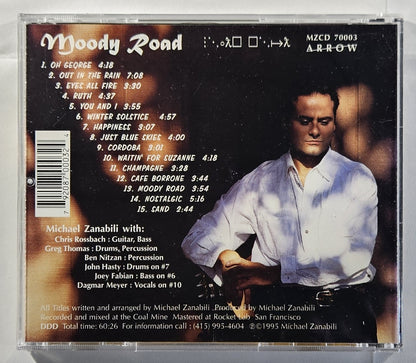 Moody Road
MZCD 70003
ARROW
1. OH GEORGE 4:18
2. OUT IN THE RAIN 7:08
3. EYES ALL FIRE 3:30
4. RUTH 4:37
5. YOU AND I 3:55
6. WINTER SOLSTICE 4:57
7. HAPPINESS 3:07
8. JUST BLUE SKIES 4:00
9. CORDOBA 3:01
10. WAITIN' FOR SUZANNE 4:18
11. CHAMPAGNE 3:28
12. CAFE BORRONE 4:10
13. MOODY ROAD 3:54
14. NOSTALGIC 5:16
15. SAND 2:44
Michael Zanabili with:
Chris Rossbach : Guitar, Bass
Greg Thomas : Drums, Percussion
Ben Nitzan : Percussion
John Hasty : Drums on #7
Joey Fabian : Bass on #6
Dagmar Meyer : Vocals on #10
All Titles written and arranged by Michael Zanabili. Produced by Michael Zanabili
Recorded and mixed at the Coal Mine Mastered at Rocket Lab San Francisco
DDD Total time: 60:26 For information call : (415) 995-4604 ℗©1995 Michael Zanabili